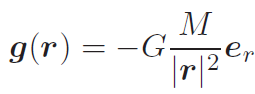 g(r) = −G M/|r|² e_r